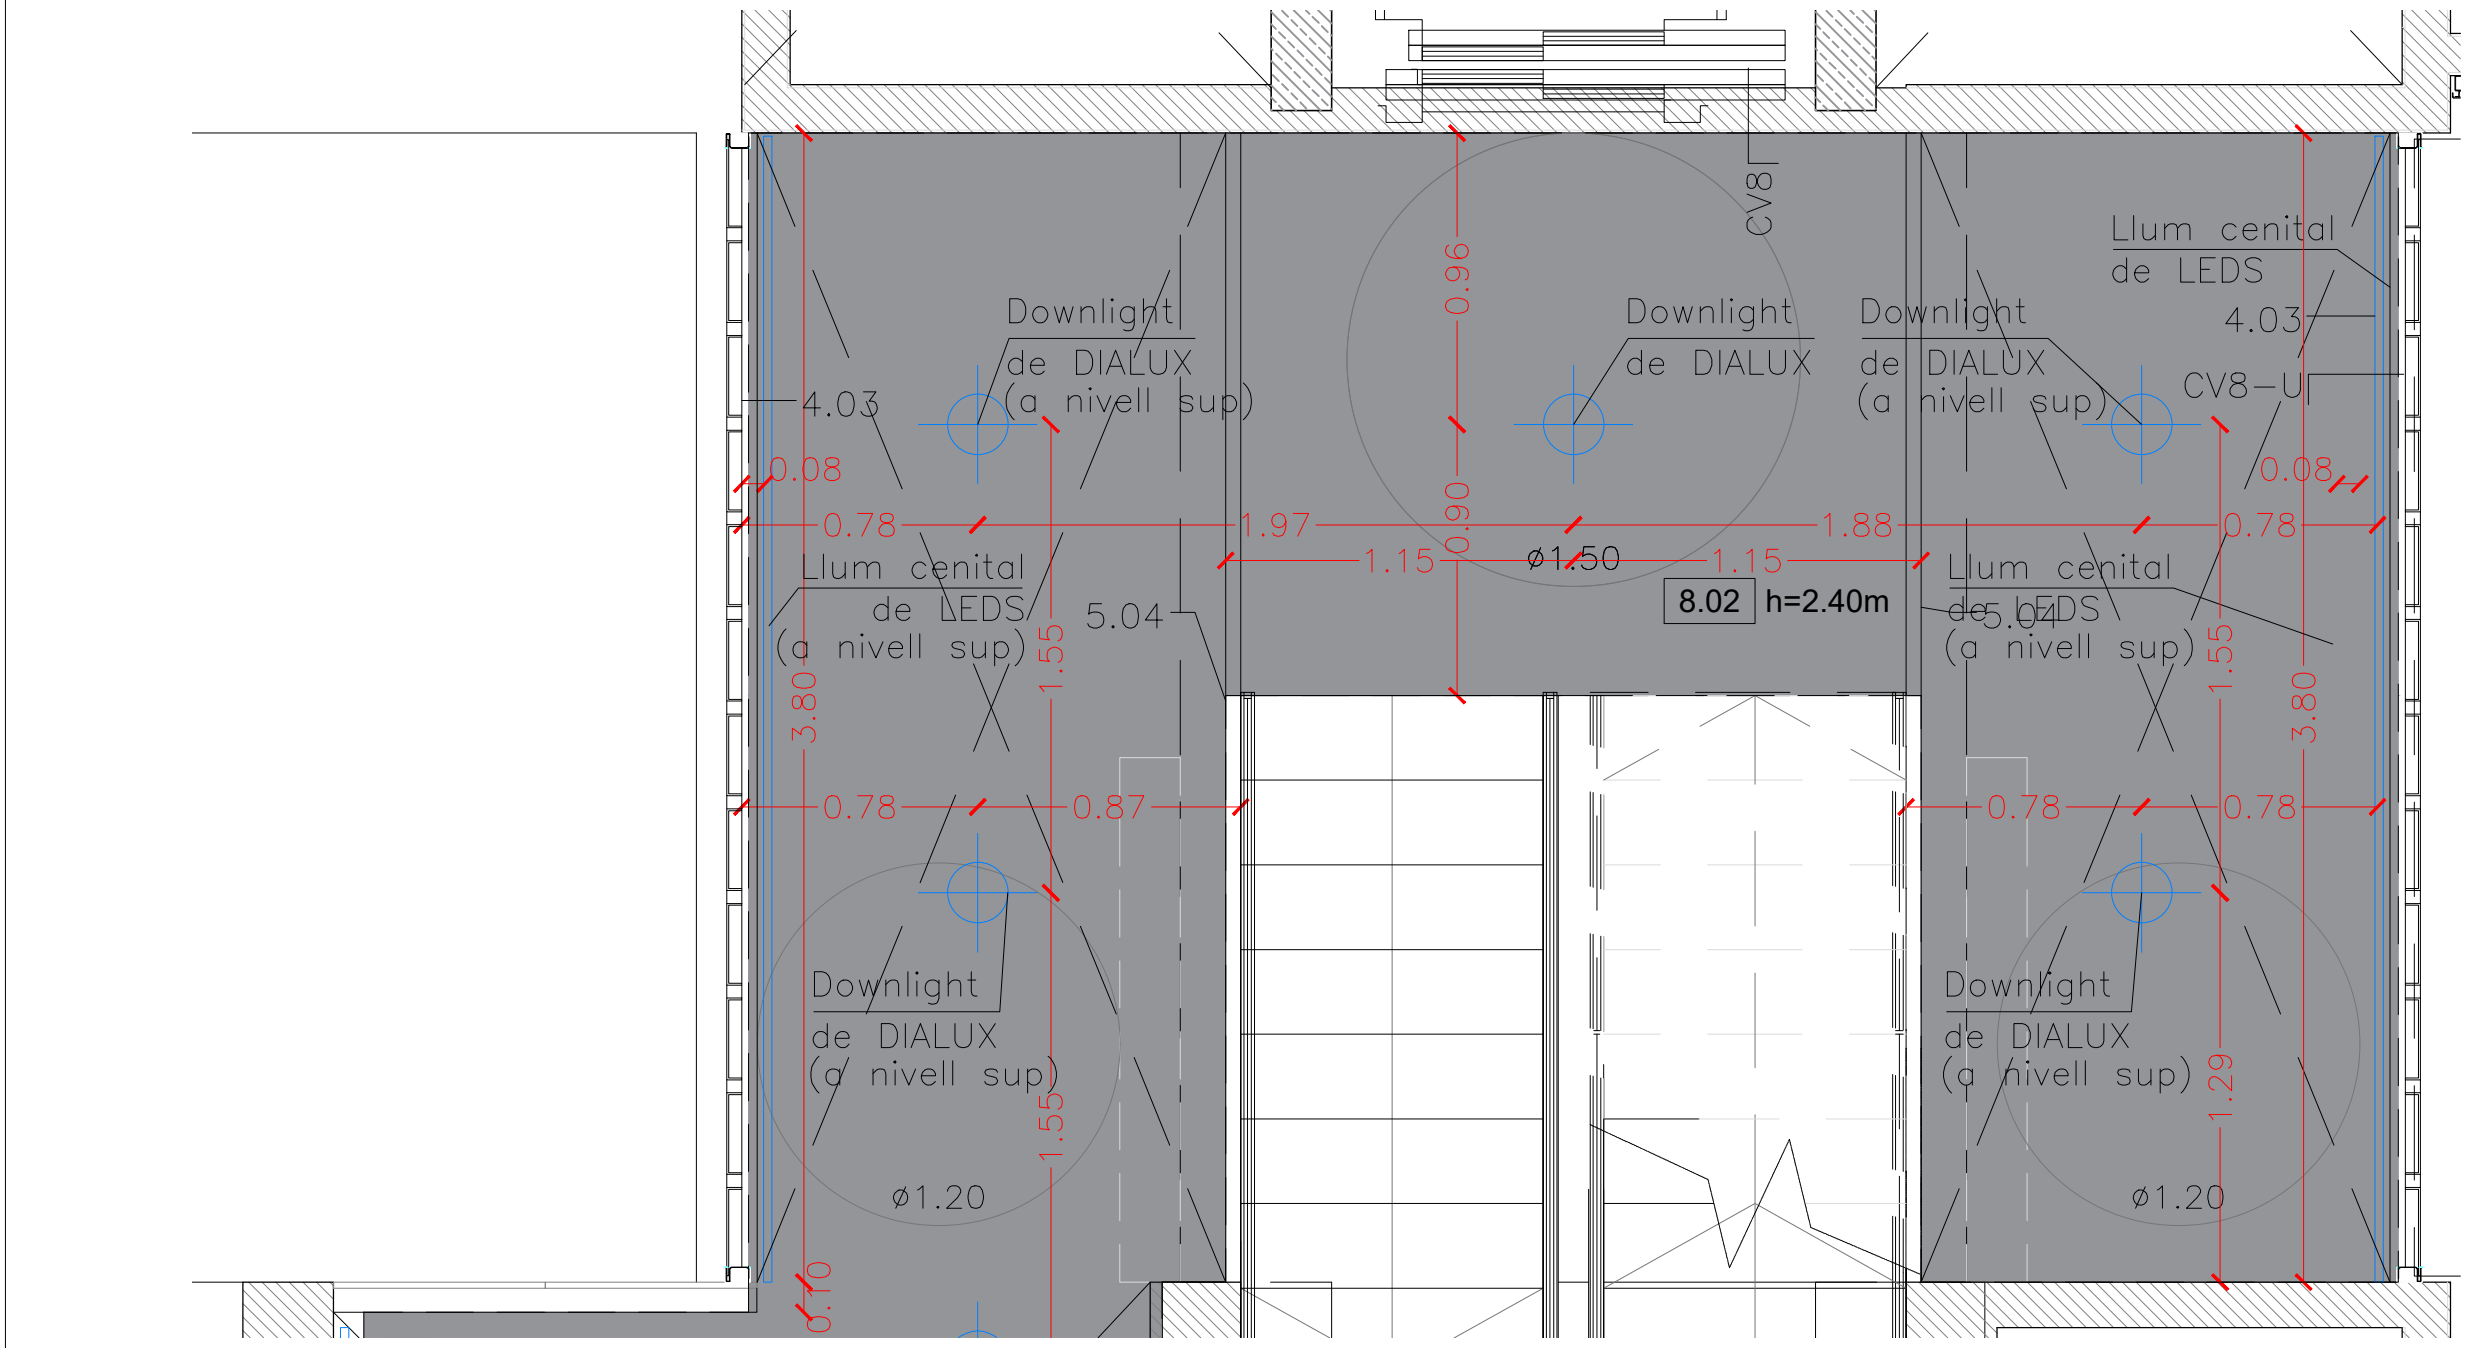 CV8
Llum cenital
de LEDS
4.03
CV8-U
0.96
Downlight
de DIALUX
(a nivell sup)
Downlight
de DIALUX
Downlight
de DIALUX
(a nivell sup)
4.03
0.08
0.08
0.78
1.97
1.88
0.78
0.90
1.15
ø1.50
1.15
8.02
h=2.40m
Llum cenital
de LEDS
(a nivell sup)
5.04
Llum cenital
de LEDS
(a nivell sup)
5.04
1.55
1.55
3.80
3.80
0.78
0.87
0.78
0.78
Downlight
de DIALUX
(a nivell sup)
Downlight
de DIALUX
(a nivell sup)
1.55
1.29
ø1.20
ø1.20
0.10